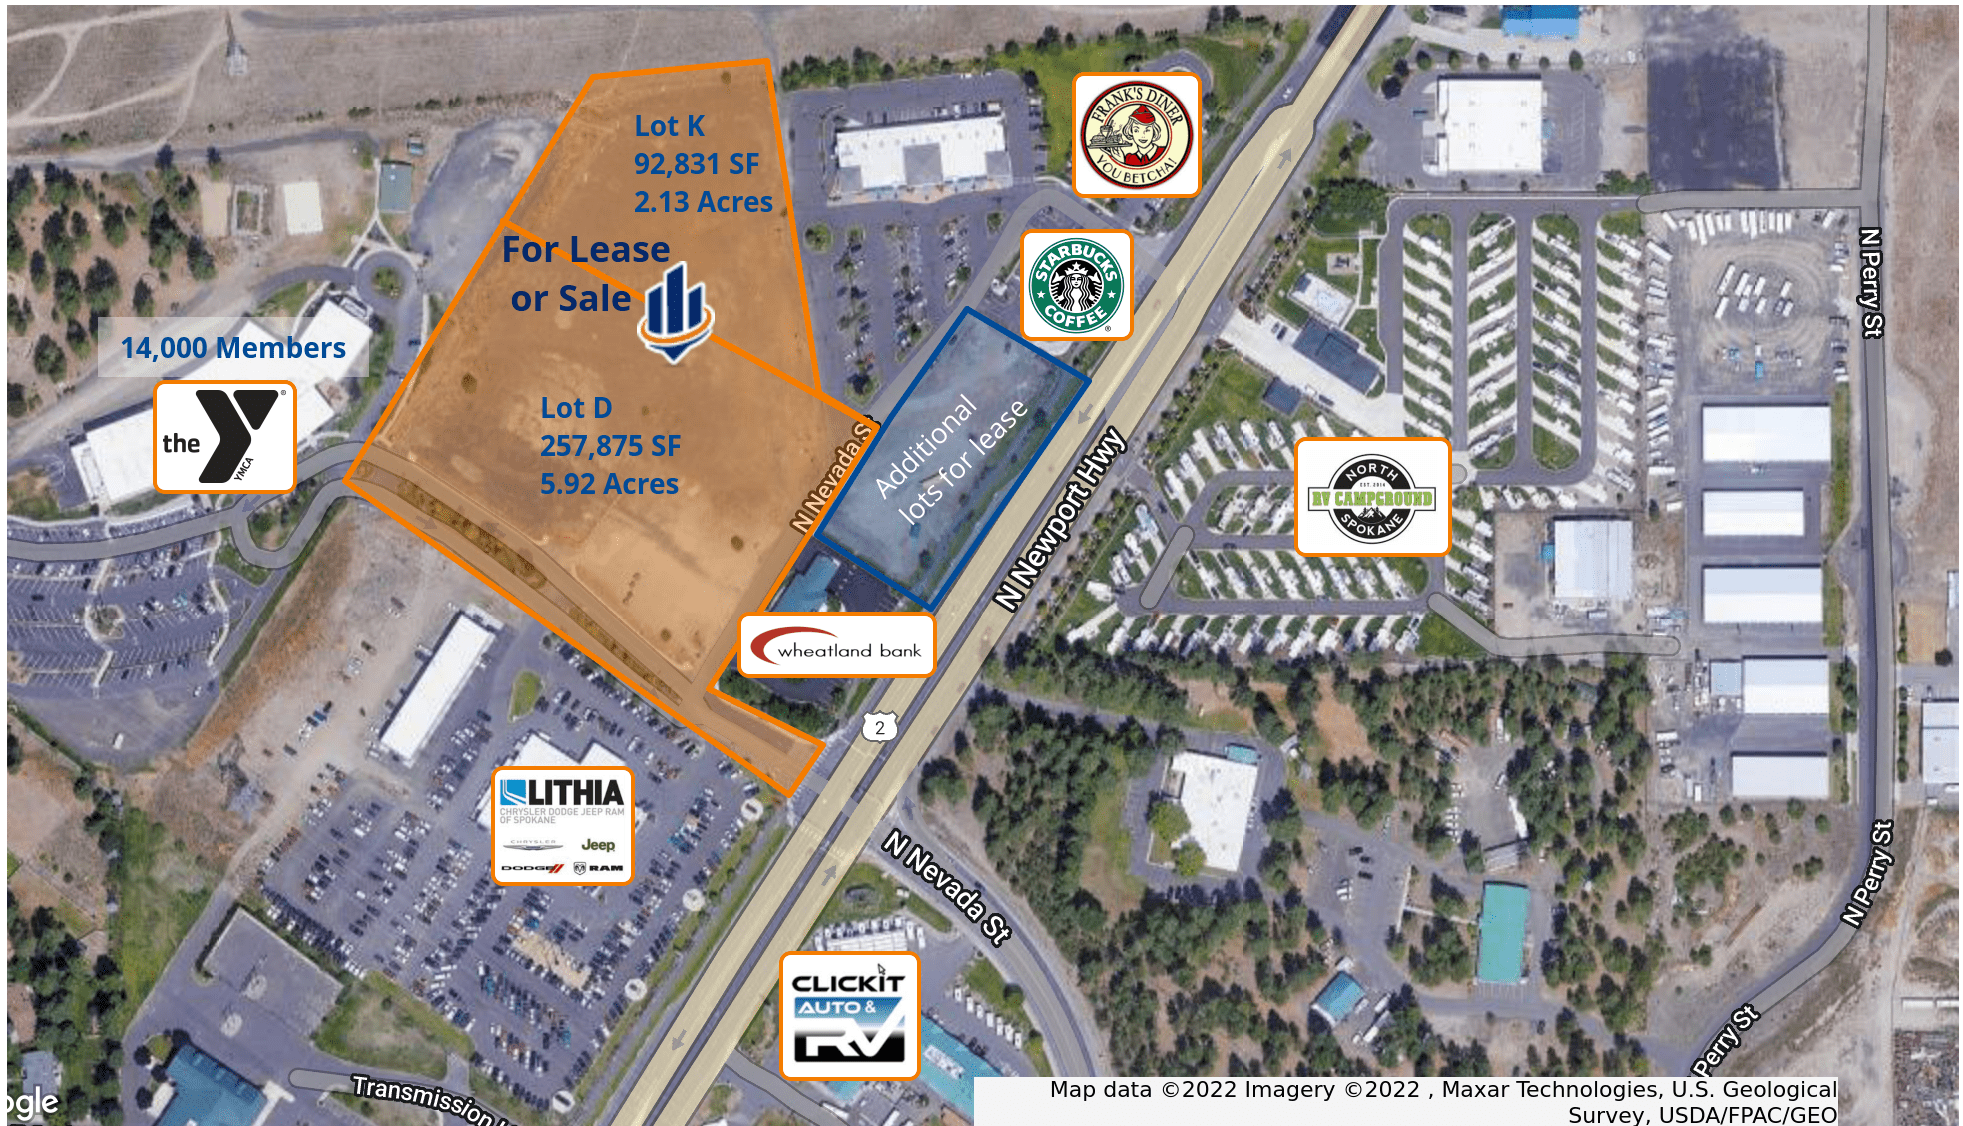 Lot K
92,831 SF
2.13 Acres
FRANK'S DINER
YOU BETCHA!
For Lease
or Sale
STARBUCKS
COFFEE
®
N Perry St
14,000 Members
the
YMCA
®
Lot D
257,875 SF
5.92 Acres
N Nevada St
Additional
lots for lease
N Newport Hwy
NORTH
EST. 2014
RV CAMPGROUND
SPOKANE
wheatland bank
2
LITHIA
CHRYSLER DODGE JEEP RAM
OF SPOKANE
CHRYSLER
Jeep
DODGE
RAM
N Nevada St
N Perry St
CLICKIT
AUTO &
RV
Perry St
Transmission
ogle
Map data ©2022 Imagery ©2022 , Maxar Technologies, U.S. Geological
Survey, USDA/FPAC/GEO